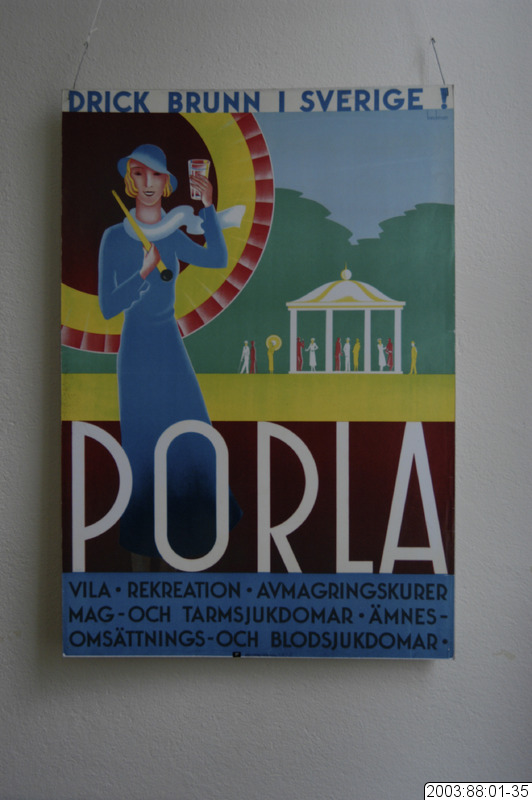 DRICK BRUNN I SVERIGE !
PORLA
VILA · REKREATION · AVMAGRINGSKURER
MAG-OCH TARMSJUKDOMAR · ÄMNES-
OMSÄTTNINGS-OCH BLODSJUKDOMAR ·
2003:88:01-35